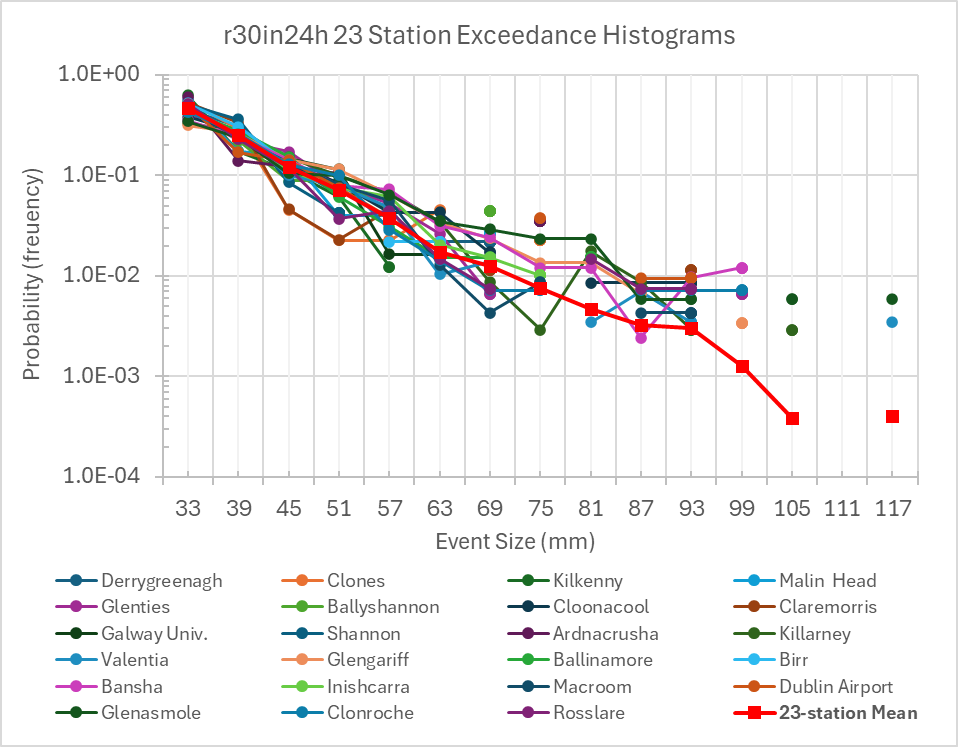 r30in24h 23 Station Exceedance Histograms
1.0E+00
1.0E-01
1.0E-02
1.0E-03
1.0E-04
Probability (freuency)
33 39 45 51 57 63 69 75 81 87 93 99 105 111 117
Event Size (mm)
Derrygreenagh Clones Kilkenny Malin Head
Glenties Ballyshannon Cloonacool Claremorris
Galway Univ. Shannon Ardnacrusha Killarney
Valentia Glengariff Ballinamore Birr
Bansha Inishcarra Macroom Dublin Airport
Glenasmole Clonroche Rosslare 23-station Mean